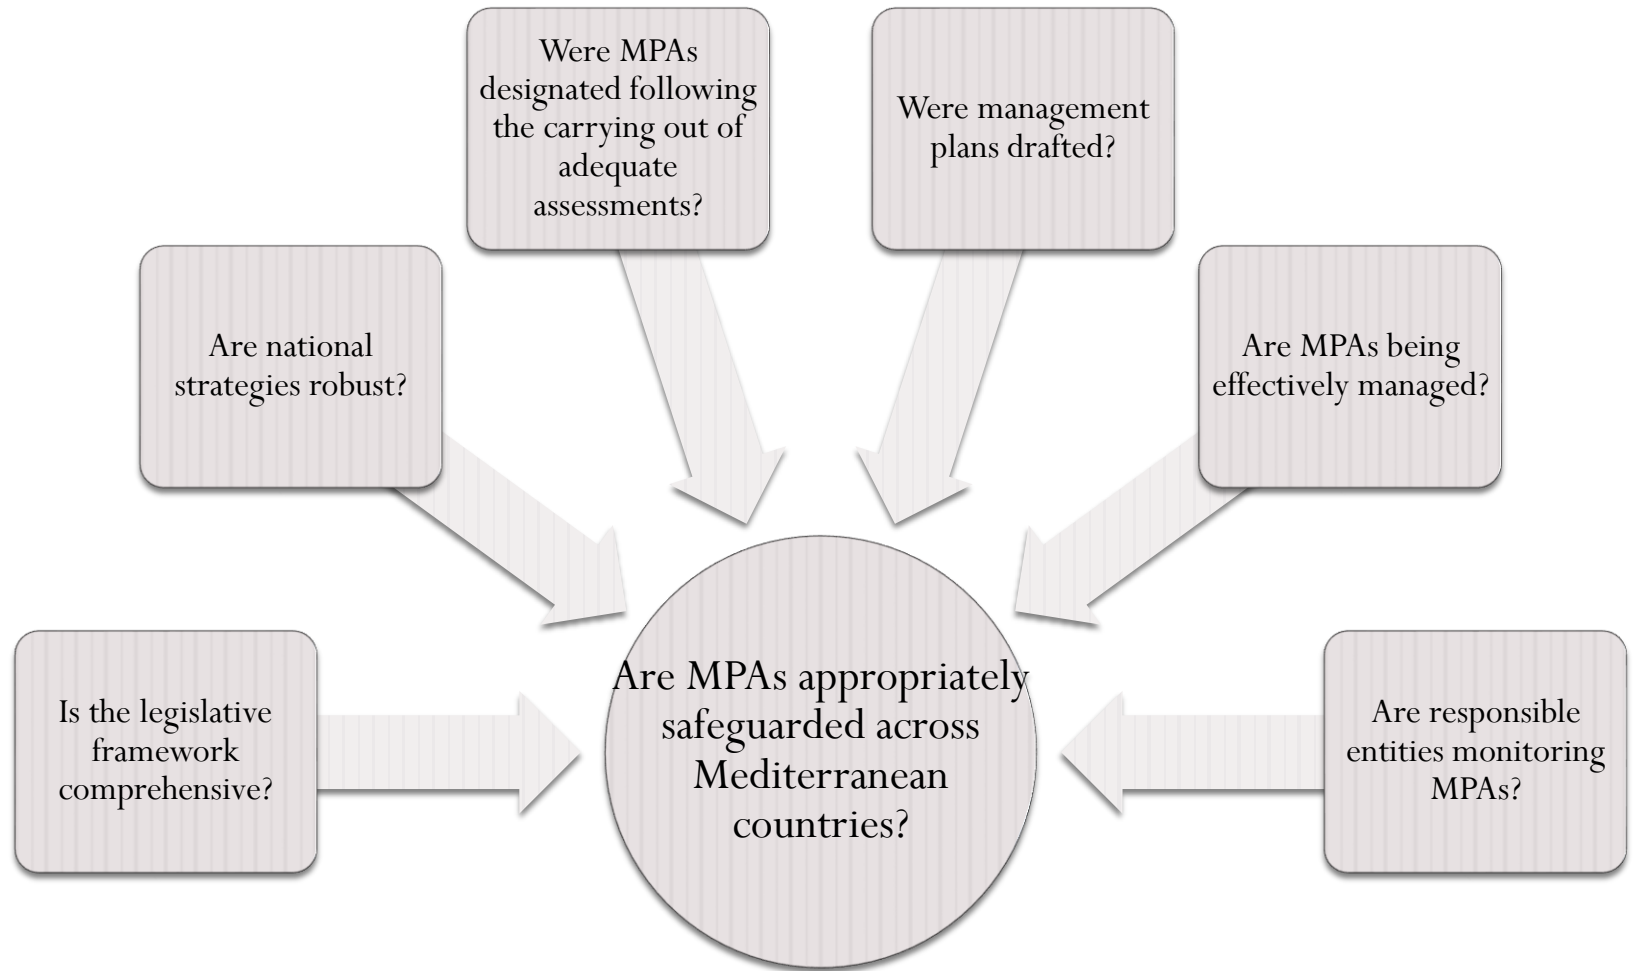 Were MPAs
designated following
the carrying out of
adequate
assessments?
Were management
plans drafted?
Are national
strategies robust?
Are MPAs being
effectively managed?
Is the legislative
framework
comprehensive?
Are MPAs appropriately
safeguarded across
Mediterranean
countries?
Are responsible
entities monitoring
MPAs?